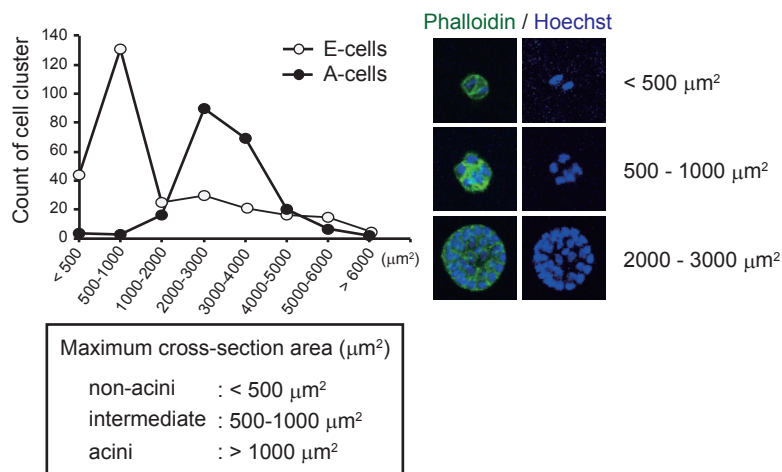 Phalloidin / Hoechst
140
120
100
80
60
40
20
0
Count of cell cluster
E-cells
A-cells
< 500
500-1000
1000-2000
2000-3000
3000-4000
4000-5000
5000-6000
> 6000
(μm²)
< 500 μm²
500 - 1000 μm²
2000 - 3000 μm²
Maximum cross-section area (μm²)
non-acini : < 500 μm²
intermediate : 500-1000 μm²
acini : > 1000 μm²